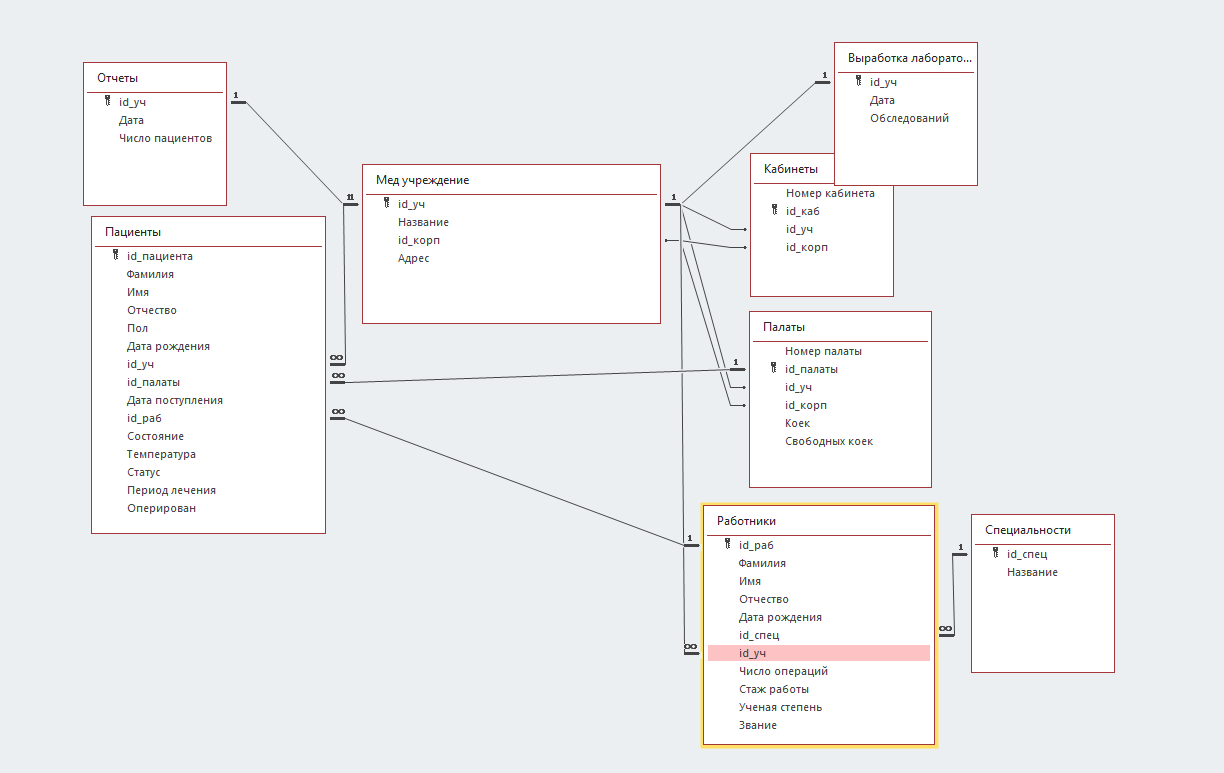 Отчеты
id_уч
Дата
Число пациентов
Пациенты
id_пациента
Фамилия
Имя
Отчество
Пол
Дата рождения
id_уч
id_палаты
Дата поступления
id_раб
Состояние
Температура
Статус
Период лечения
Оперирован
Мед учреждение
id_уч
Название
id_корп
Адрес
Выработка лаборато...
id_уч
Дата
Обследований
Кабинеты
Номер кабинета
id_каб
id_уч
id_корп
Палаты
Номер палаты
id_палаты
id_уч
id_корп
Коек
Свободных коек
Работники
id_раб
Фамилия
Имя
Отчество
Дата рождения
id_спец
id_уч
Число операций
Стаж работы
Ученая степень
Звание
Специальности
id_спец
Название
1
1
1
1
1
1
1
1
∞
∞
∞
∞
∞